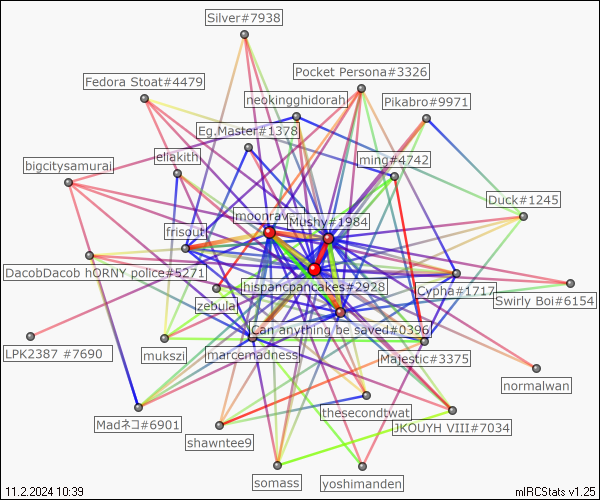 Silver#7938
Pocket Persona#3326
Fedora Stoat#4479
neokingghidorah
Pikabro#9971
Eg.Master#1378
eliakith
ming#4742
bigcitysamurai
Duck#1245
moonray
Mushy#1984
frisout
DacobDacob hORNY police#5271
hispancpancakes#2928
Cypha#1717
Swirly Boi#6154
zebula
Can anything be saved#0396
LPK2387 #7690
mukszi
marcemadness
Majestic#3375
normalwan
Madネコ#6901
thesecondtwat
JKOUYH VIII#7034
shawntee9
somass
yoshimanden
11.2.2024 10:39
mIRCStats v1.25